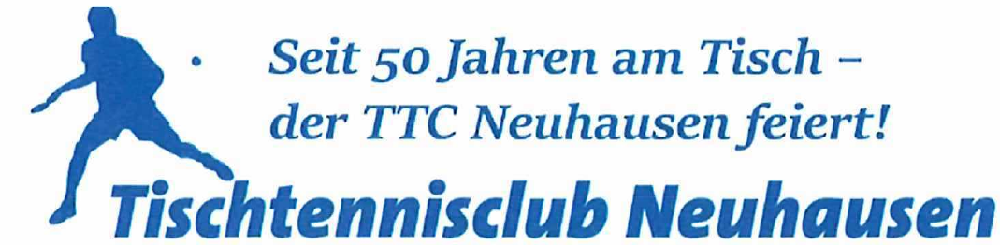 Seit 50 Jahren am Tisch –
der TTC Neuhausen feiert!
Tischtennisclub Neuhausen